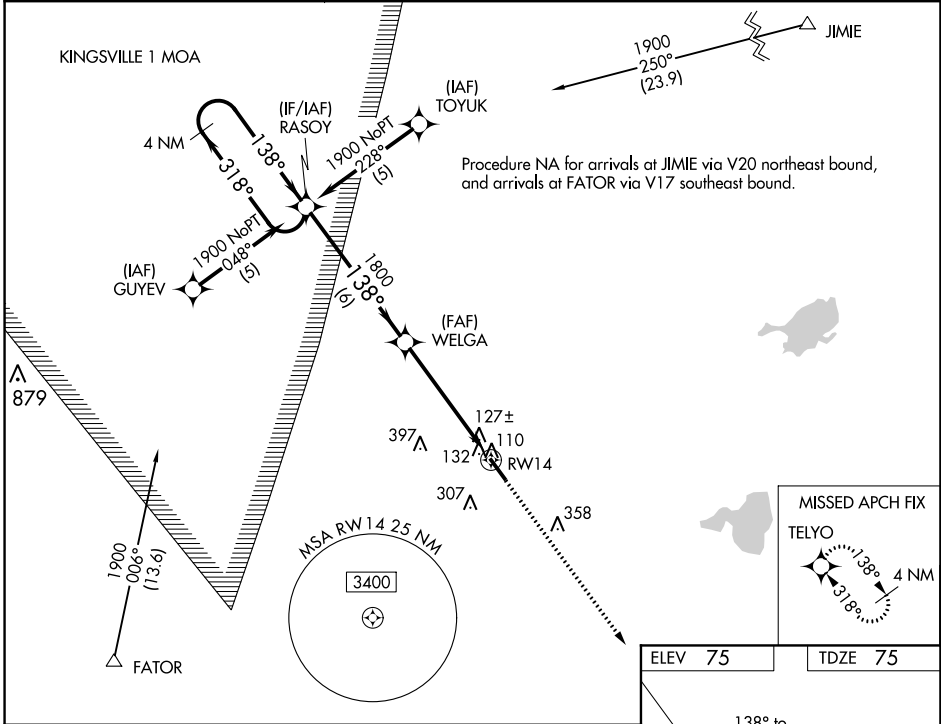 KINGSVILLE 1 MOA
JIMIE
1900
250°
(23.9)
(IAF)
TOYUK
(IF/IAF)
RASOY
4 NM
138°
318°
1900 NoPT
228°
(5)
Procedure NA for arrivals at JIMIE via V20 northeast bound,
and arrivals at FATOR via V17 southeast bound.
1900 NoPT
048°
(5)
(IAF)
GUYEV
1800
138°
(6)
(FAF)
WELGA
879
127±
397
132
110
RW14
307
358
MISSED APCH FIX
TELYO
138°
318°
4 NM
MSA RW14 25 NM
3400
1900
006°
(13.6)
FATOR
ELEV 75
TDZE 75
138° to